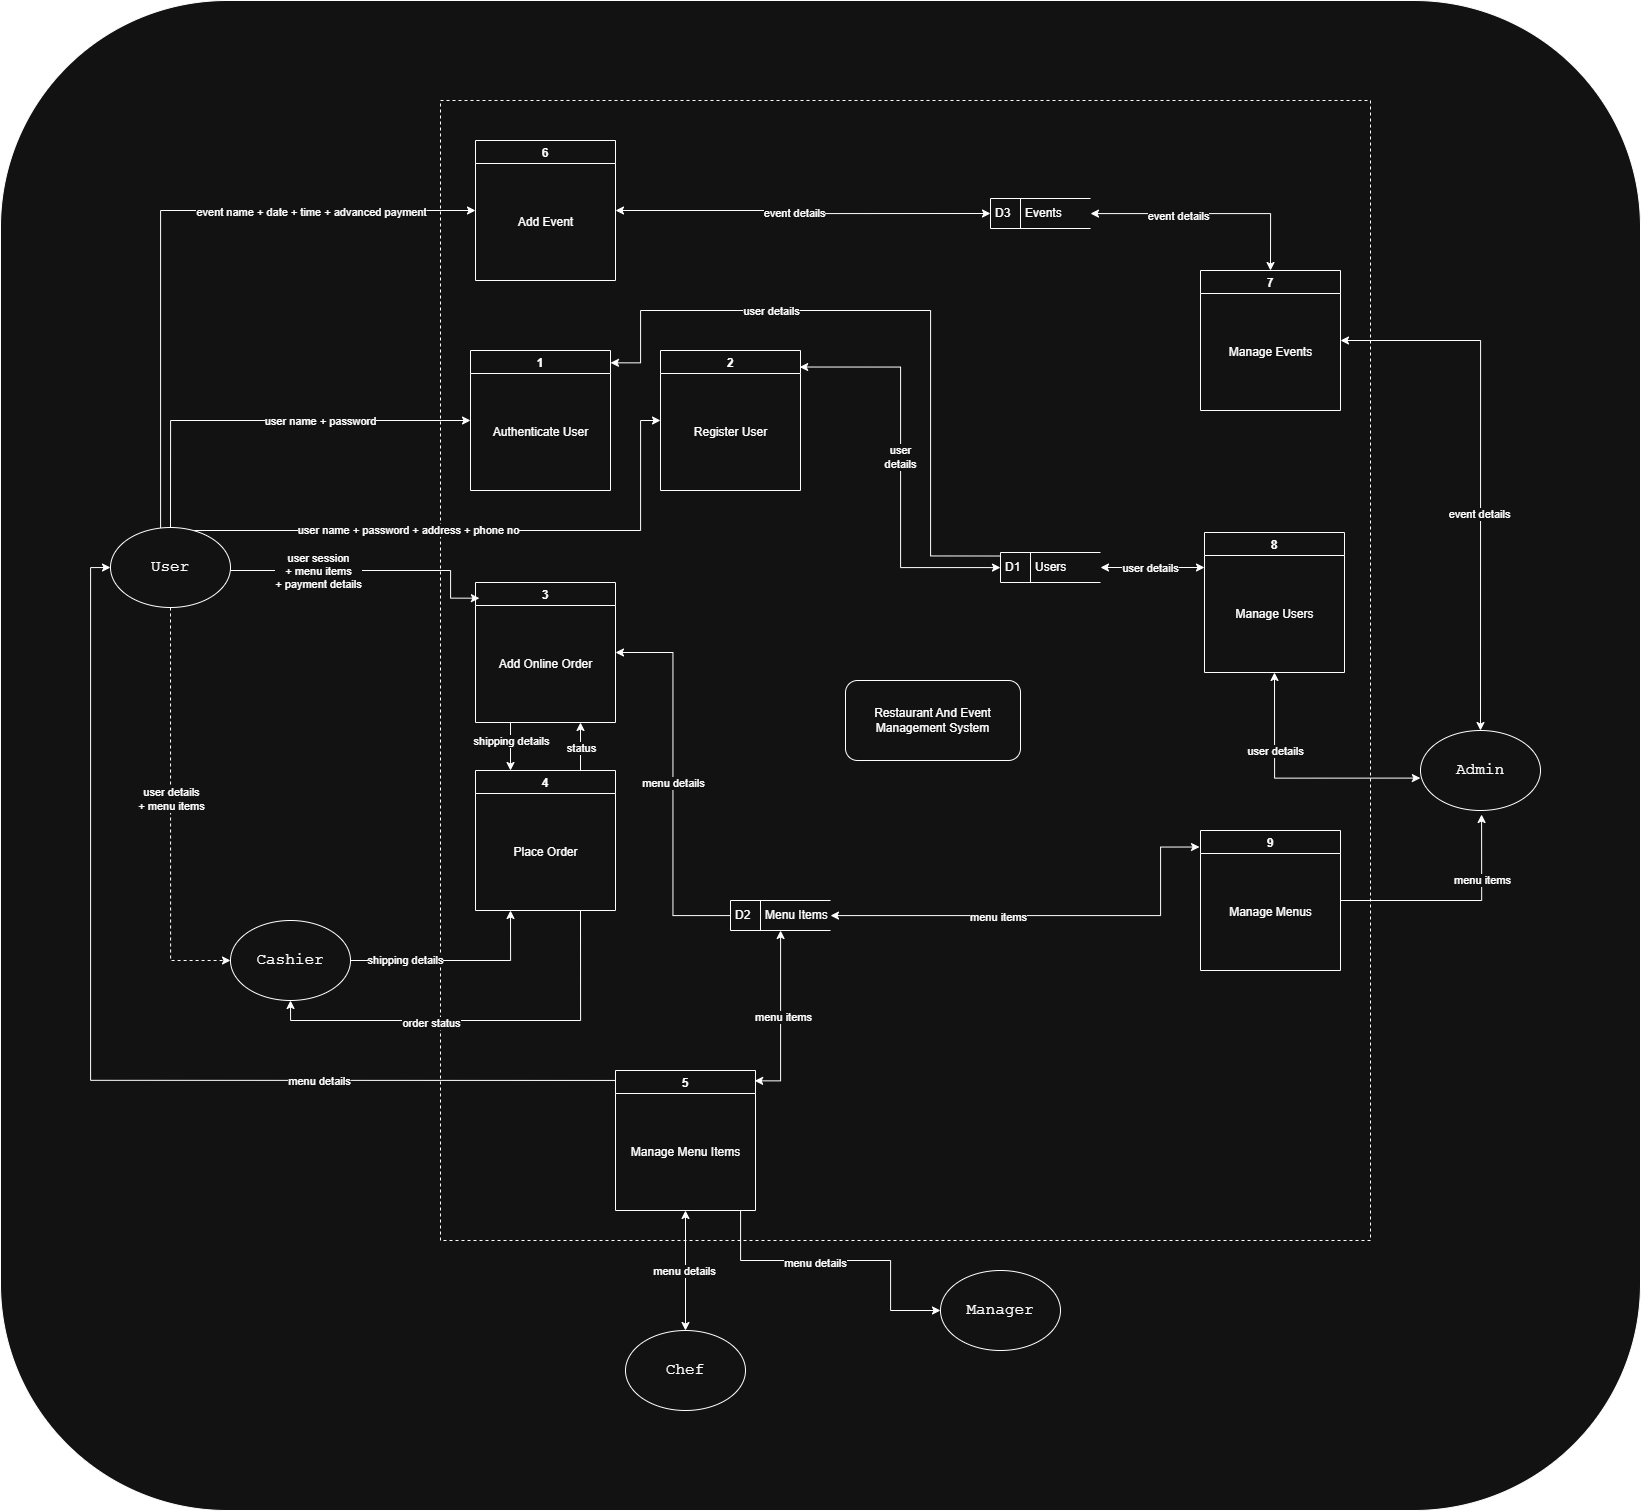 6
Add Event
event name + date + time + advanced payment
event details
D3
Events
event details
7
Manage Events
user details
1
Authenticate User
2
Register User
user name + password
user
details
event details
user name + password + address + phone no
User
user session
+ menu items
+ payment details
D1
Users
user details
8
Manage Users
3
Add Online Order
Restaurant And Event
Management System
shipping details
status
user details
Admin
4
Place Order
menu details
user details
+ menu items
9
Manage Menus
menu items
D2
Menu Items
menu items
Cashier
shipping details
order status
menu items
menu details
5
Manage Menu Items
menu details
menu details
Manager
Chef